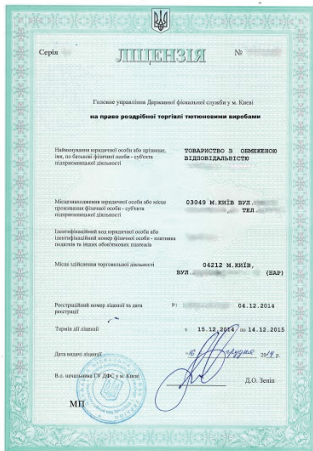 Серія
ЛІЦЕНЗІЯ
№
Головне управління Державної фіскальної служби у м. Києві
на право роздрібної торгівлі тютюновими виробами
Найменування юридичної особи або прізвище,
ім'я, по батькові фізичної особи - суб'єкта
підприємницької діяльності
ТОВАРИСТВО З ОБМЕЖЕНОЮ
ВІДПОВІДАЛЬНІСТЮ
Місцезнаходження юридичної особи або місце
проживання фізичної особи - суб'єкта
підприємницької діяльності
03049 М.КИЇВ ВУЛ.
ТЕЛ.
Ідентифікаційний код юридичної особи або
ідентифікаційний номер фізичної особи - платника
податків та інших обов'язкових платежів
Місце здійснення торговельної діяльності
04212 М.КИЇВ,
ВУЛ. (БАР)
Реєстраційний номер ліцензії та дата
реєстрації
04.12.2014
Термін дії ліцензії
з 15.12.2014 по 14.12.2015
Дата видачі ліцензії
грудня 2014 р.
В.о. начальника ГУ ДФС у м. Києві
Д.О. Зенін
МП